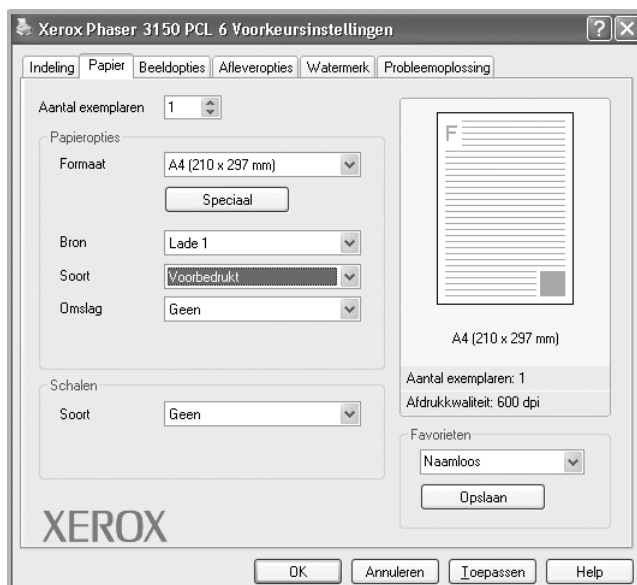 Xerox Phaser 3150 PCL 6 Voorkeursinstellingen
Indeling Papier Beeldopties Afleveropties Watermerk Probleemoplossing
Aantal exemplaren 1
Papieropties
Formaat A4 (210 x 297 mm)
Speciaal
Bron Lade 1
Soort Voorbedrukt
Omslag Geen
Schalen
Soort Geen
XEROX
F
A4 (210 x 297 mm)
Aantal exemplaren: 1
Afdrukkwaliteit: 600 dpi
Favorieten
Naamloos
Opslaan
OK Annuleren Toepassen Help